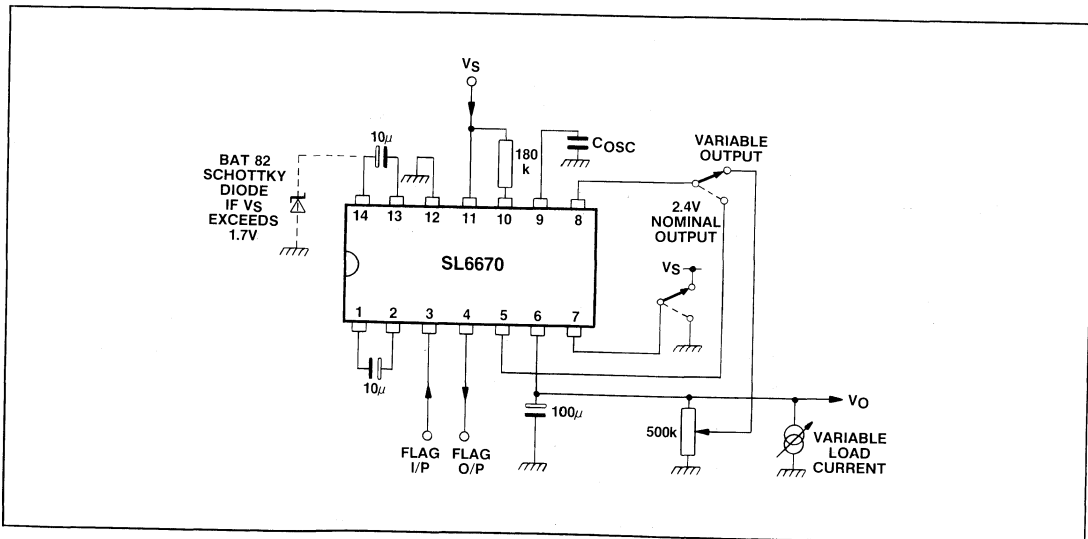 VS
10μ
BAT 82
SCHOTTKY
DIODE
IF VS
EXCEEDS
1.7V
180
k
COSC
VARIABLE
OUTPUT
2.4V
NOMINAL
OUTPUT
14 13 12 11 10 9 8
SL6670
VS
1 2 3 4 5 6 7
10μ
100μ
FLAG
I/P
FLAG
O/P
500k
VO
VARIABLE
LOAD
CURRENT